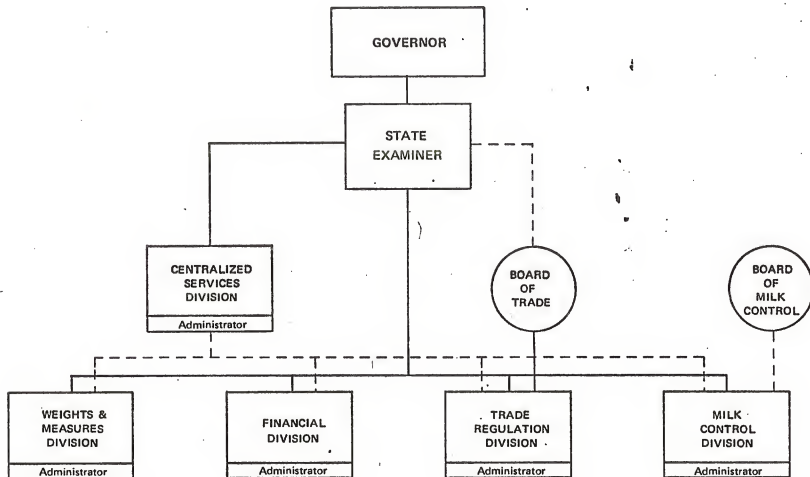 GOVERNOR
STATE
EXAMINER
CENTRALIZED
SERVICES
DIVISION
Administrator
BOARD
OF
TRADE
BOARD
OF
MILK
CONTROL
WEIGHTS &
MEASURES
DIVISION
Administrator
FINANCIAL
DIVISION
Administrator
TRADE
REGULATION
DIVISION
Administrator
MILK
CONTROL
DIVISION
Administrator